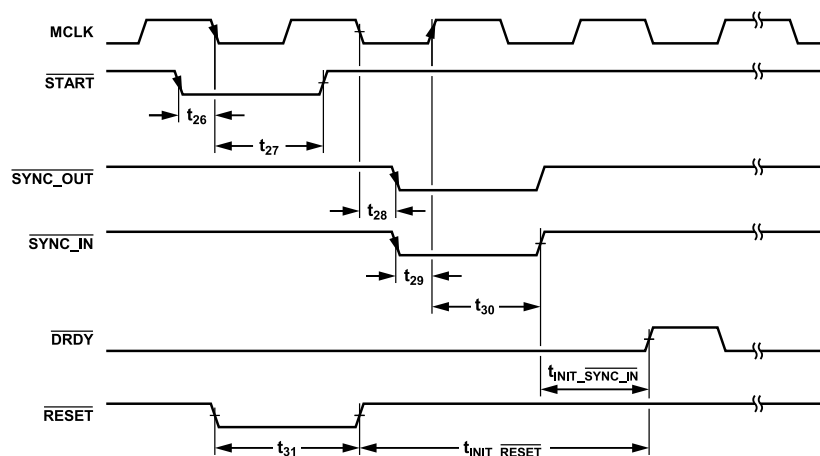 MCLK
START
t26
t27
SYNC_OUT
t28
SYNC_IN
t29
t30
DRDY
tINIT_SYNC_IN
RESET
t31
tINIT_RESET